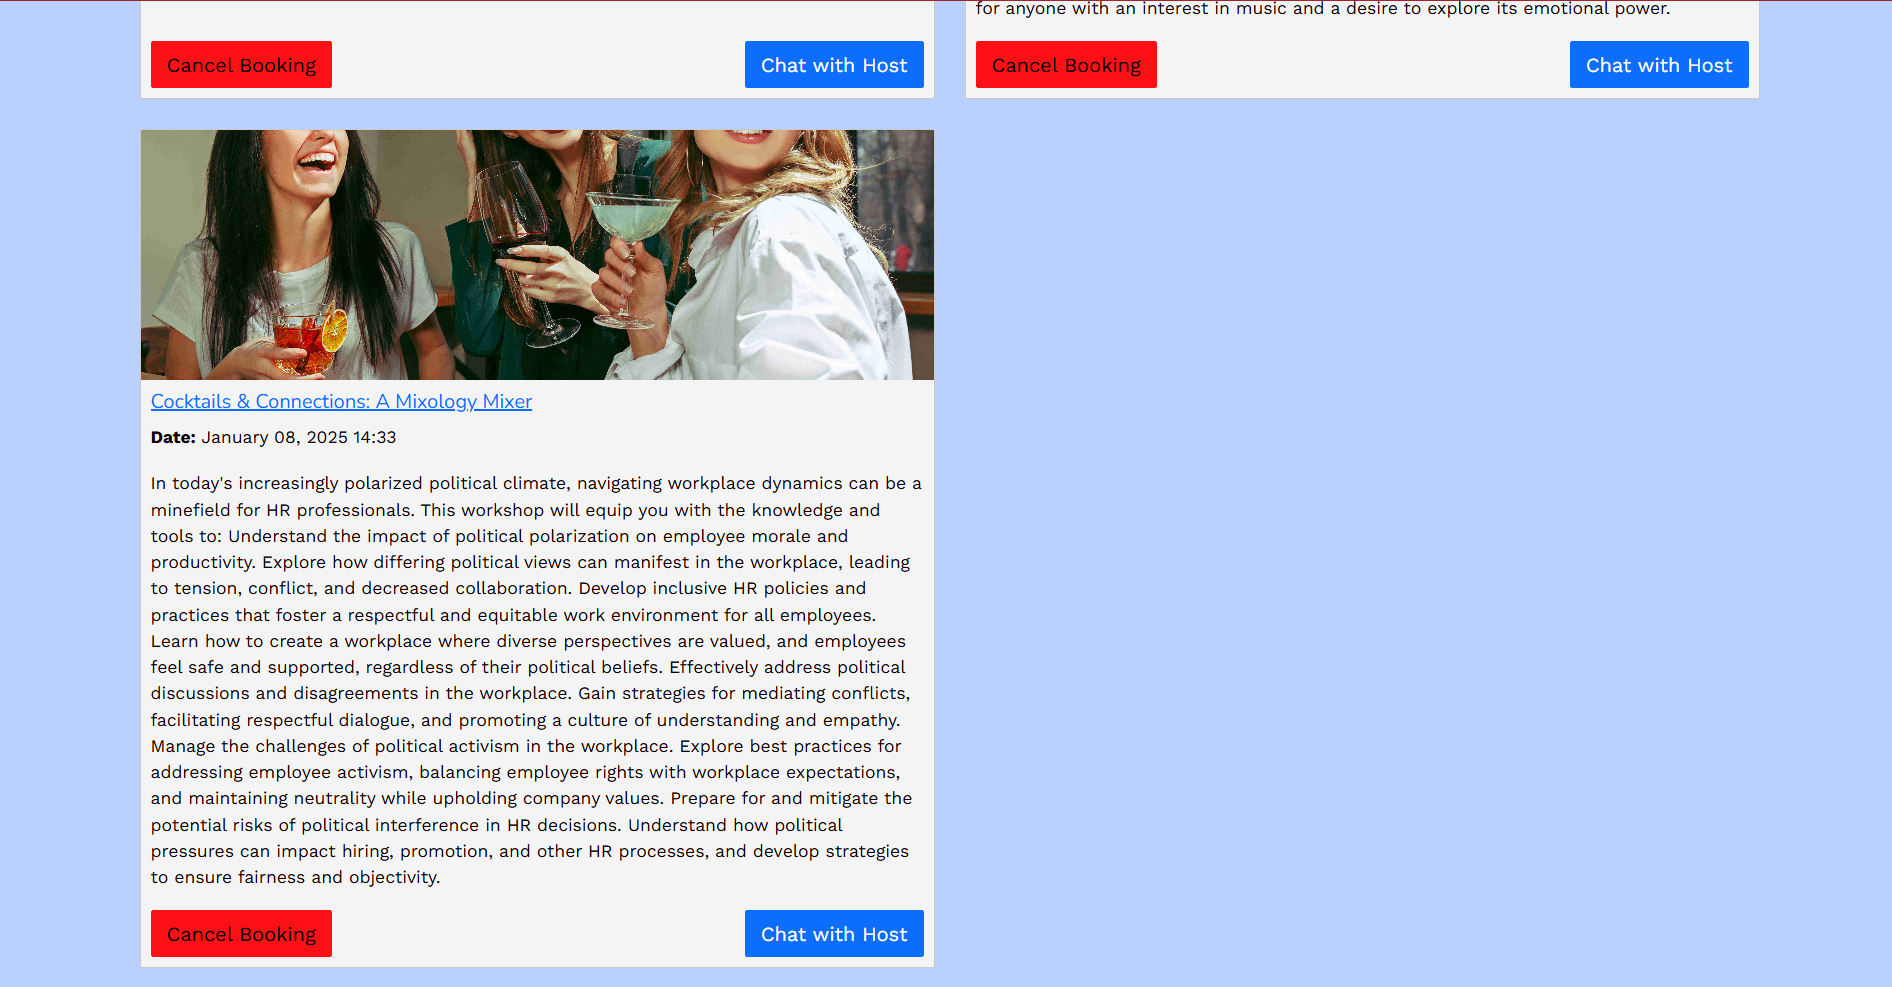 for anyone with an interest in music and a desire to explore its emotional power.
Cancel Booking
Chat with Host
Cancel Booking
Chat with Host
Cocktails & Connections: A Mixology Mixer
Date: January 08, 2025 14:33
In today's increasingly polarized political climate, navigating workplace dynamics can be a
minefield for HR professionals. This workshop will equip you with the knowledge and
tools to: Understand the impact of political polarization on employee morale and
productivity. Explore how differing political views can manifest in the workplace, leading
to tension, conflict, and decreased collaboration. Develop inclusive HR policies and
practices that foster a respectful and equitable work environment for all employees.
Learn how to create a workplace where diverse perspectives are valued, and employees
feel safe and supported, regardless of their political beliefs. Effectively address political
discussions and disagreements in the workplace. Gain strategies for mediating conflicts,
facilitating respectful dialogue, and promoting a culture of understanding and empathy.
Manage the challenges of political activism in the workplace. Explore best practices for
addressing employee activism, balancing employee rights with workplace expectations,
and maintaining neutrality while upholding company values. Prepare for and mitigate the
potential risks of political interference in HR decisions. Understand how political
pressures can impact hiring, promotion, and other HR processes, and develop strategies
to ensure fairness and objectivity.
Cancel Booking
Chat with Host